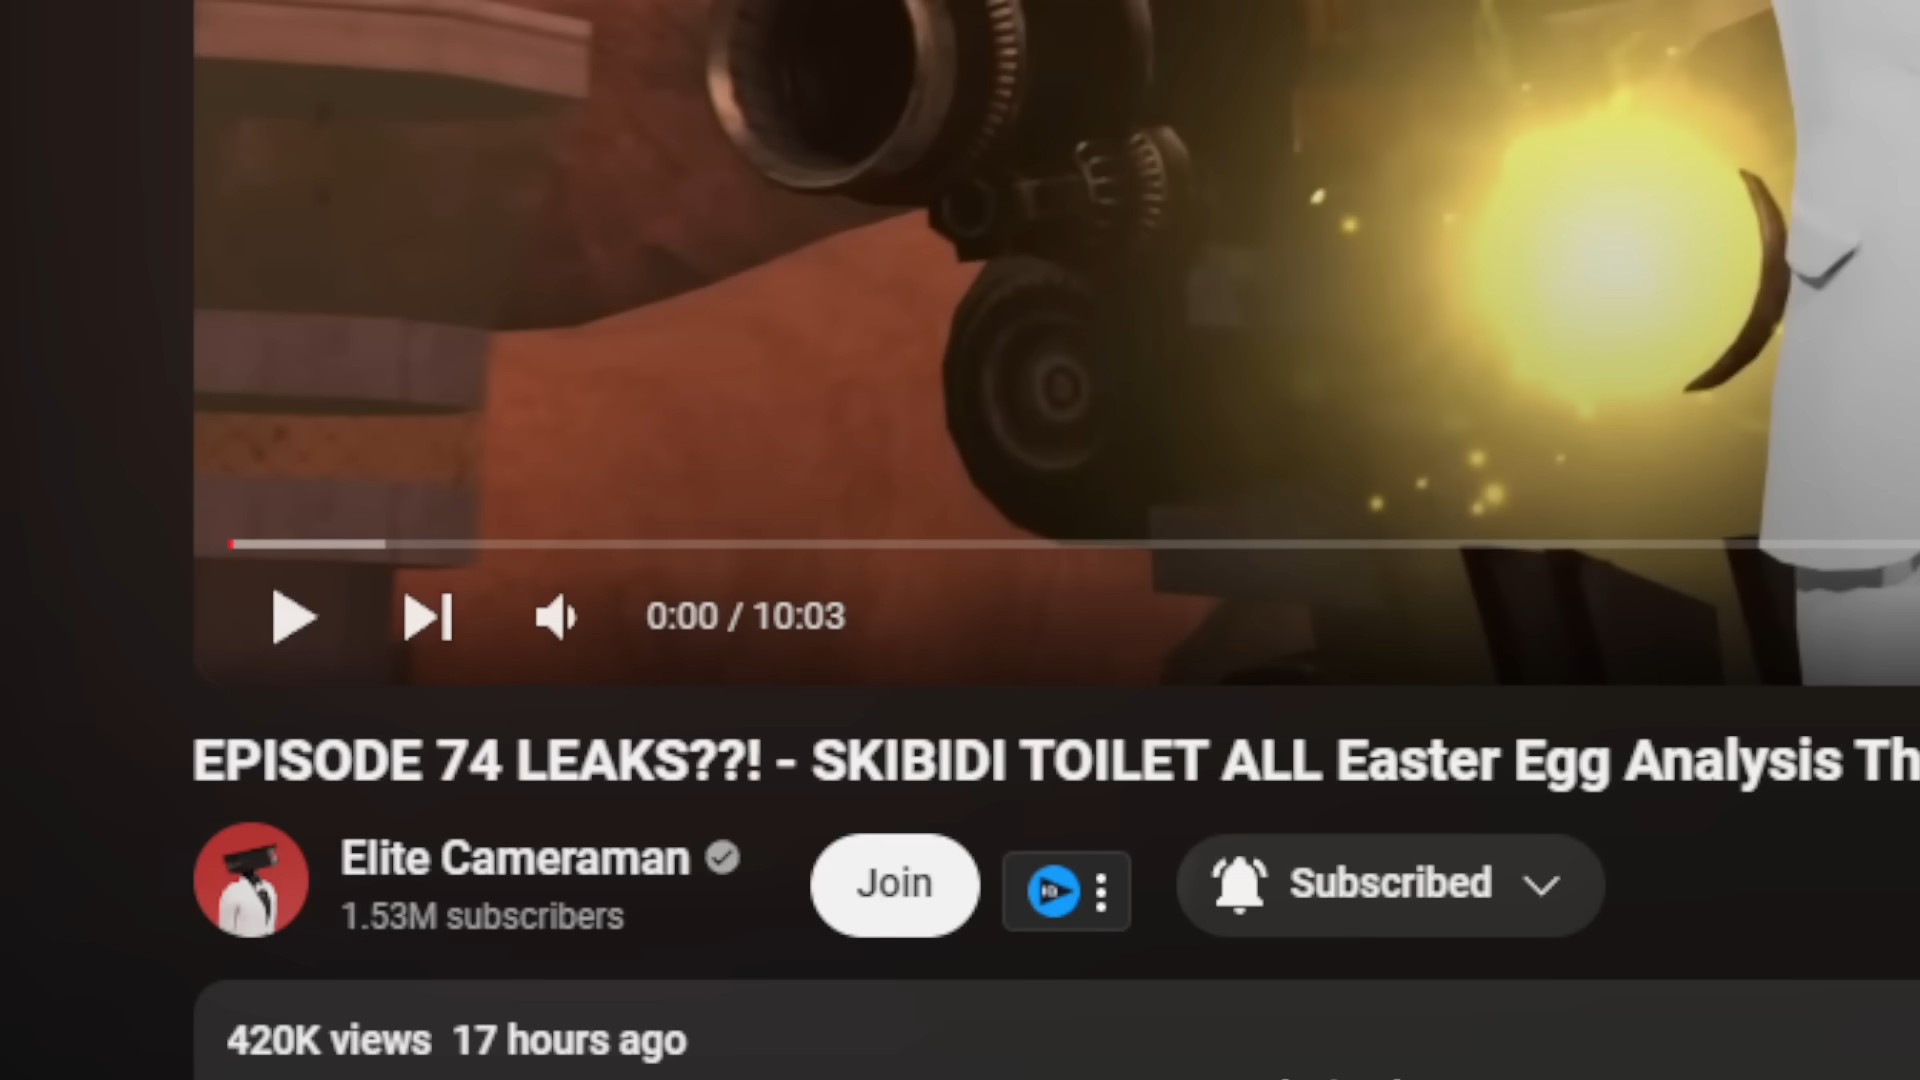 0:00 / 10:03
EPISODE 74 LEAKS??! - SKIBIDI TOILET ALL Easter Egg Analysis Th
Elite Cameraman
1.53M subscribers
Join
Subscribed
420K views 17 hours ago